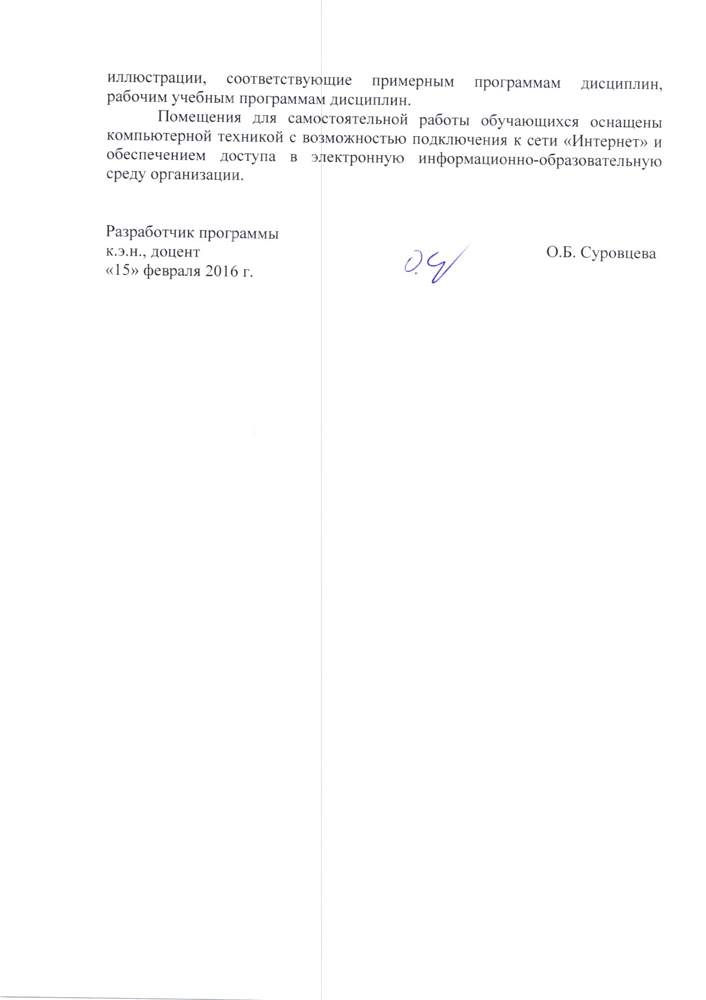 иллюстрации, соответствующие примерным программам дисциплин,
рабочим учебным программам дисциплин.
Помещения для самостоятельной работы обучающихся оснащены
компьютерной техникой с возможностью подключения к сети «Интернет» и
обеспечением доступа в электронную информационно-образовательную
среду организации.
Разработчик программы
к.э.н., доцент О.Б. Суровцева
«15» февраля 2016 г.